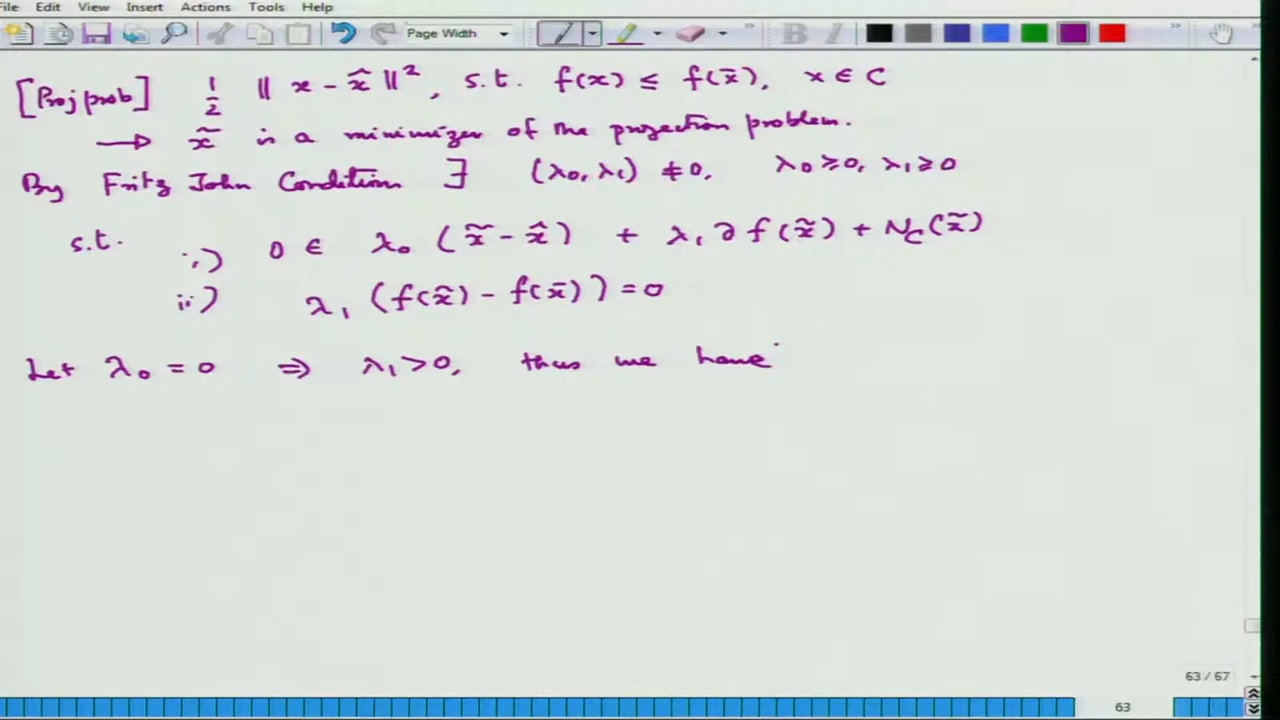 File Edit View Insert Actions Tools Help
Page Width
[Proj prob] 1/2 ‖ x - x̂ ‖², s.t. f(x) ≤ f(x̄), x ∈ C
→ x̃ is a minimizer of the projection problem.
By Fritz John Condition ∃ (λ₀, λ₁) ≠ 0, λ₀ ≥ 0, λ₁ ≥ 0
s.t.
i) 0 ∈ λ₀ (x̃ - x̂) + λ₁ ∂f(x̃) + N_C(x̃)
ii) λ₁ (f(x̃) - f(x̄)) = 0
Let λ₀ = 0 ⇒ λ₁ > 0, thus we have
63 / 67
63